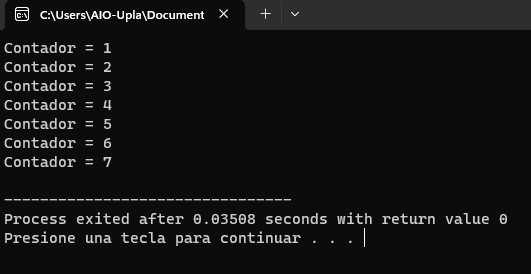 C:\Users\AIO-Upla\Document
Contador = 1
Contador = 2
Contador = 3
Contador = 4
Contador = 5
Contador = 6
Contador = 7
--------------------------------
Process exited after 0.03508 seconds with return value 0
Presione una tecla para continuar . . .